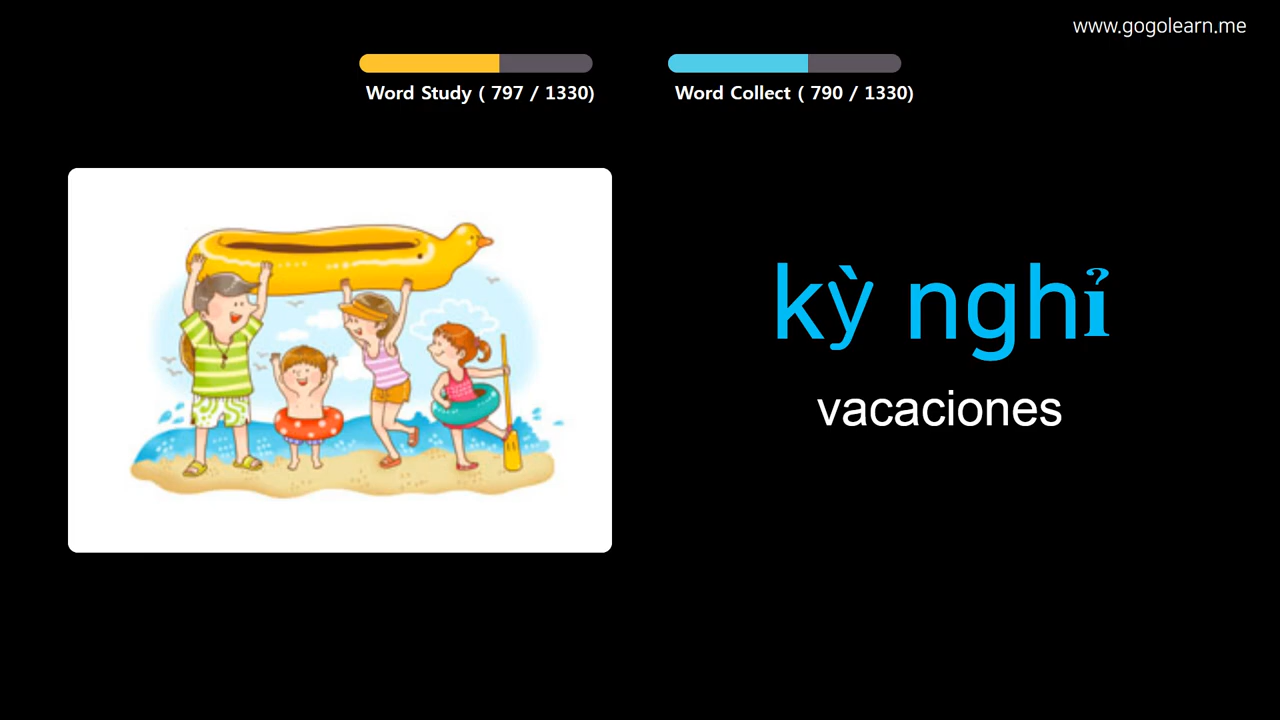 www.gogolearn.me
Word Study ( 797 / 1330)
Word Collect ( 790 / 1330)
kỳ nghỉ
vacaciones